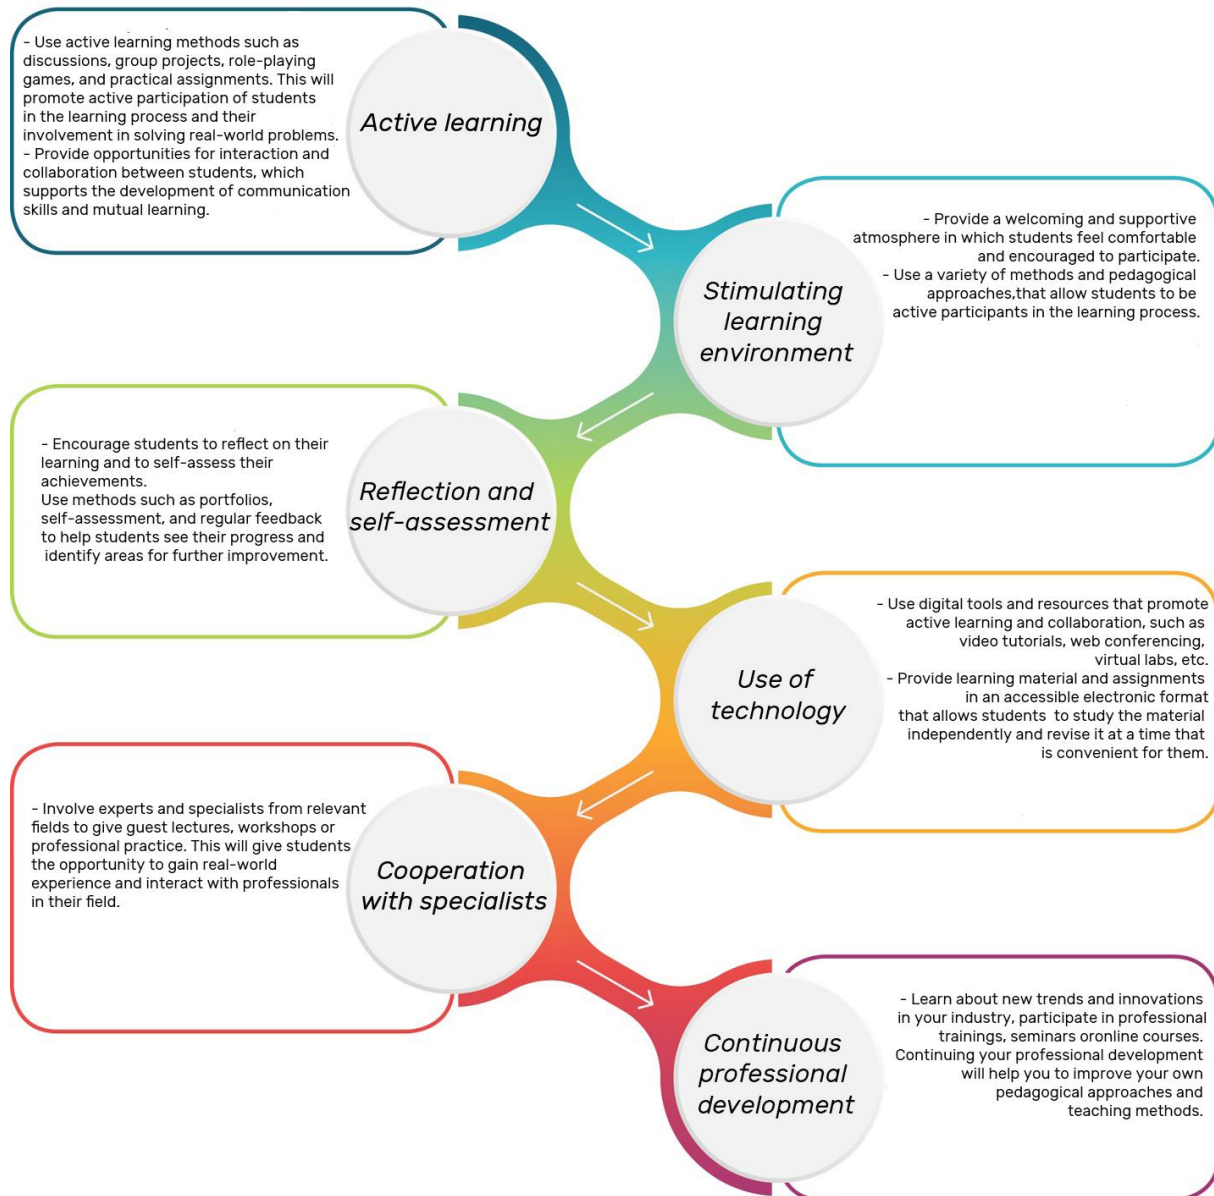 - Use active learning methods such as
discussions, group projects, role-playing
games, and practical assignments. This will
promote active participation of students
in the learning process and their
involvement in solving real-world problems.
- Provide opportunities for interaction and
collaboration between students, which
supports the development of communication
skills and mutual learning.
Active learning
- Provide a welcoming and supportive
atmosphere in which students feel comfortable
and encouraged to participate.
- Use a variety of methods and pedagogical
approaches,that allow students to be
active participants in the learning process.
Stimulating
learning
environment
- Encourage students to reflect on their
learning and to self-assess their
achievements.
Use methods such as portfolios,
self-assessment, and regular feedback
to help students see their progress and
identify areas for further improvement.
Reflection and
self-assessment
- Use digital tools and resources that promote
active learning and collaboration, such as
video tutorials, web conferencing,
virtual labs, etc.
- Provide learning material and assignments
in an accessible electronic format
that allows students to study the material
independently and revise it at a time that
is convenient for them.
Use of
technology
- Involve experts and specialists from relevant
fields to give guest lectures, workshops or
professional practice. This will give students
the opportunity to gain real-world
experience and interact with professionals
in their field.
Cooperation
with specialists
- Learn about new trends and innovations
in your industry, participate in professional
trainings, seminars oronline courses.
Continuing your professional development
will help you to improve your own
pedagogical approaches and
teaching methods.
Continuous
professional
development